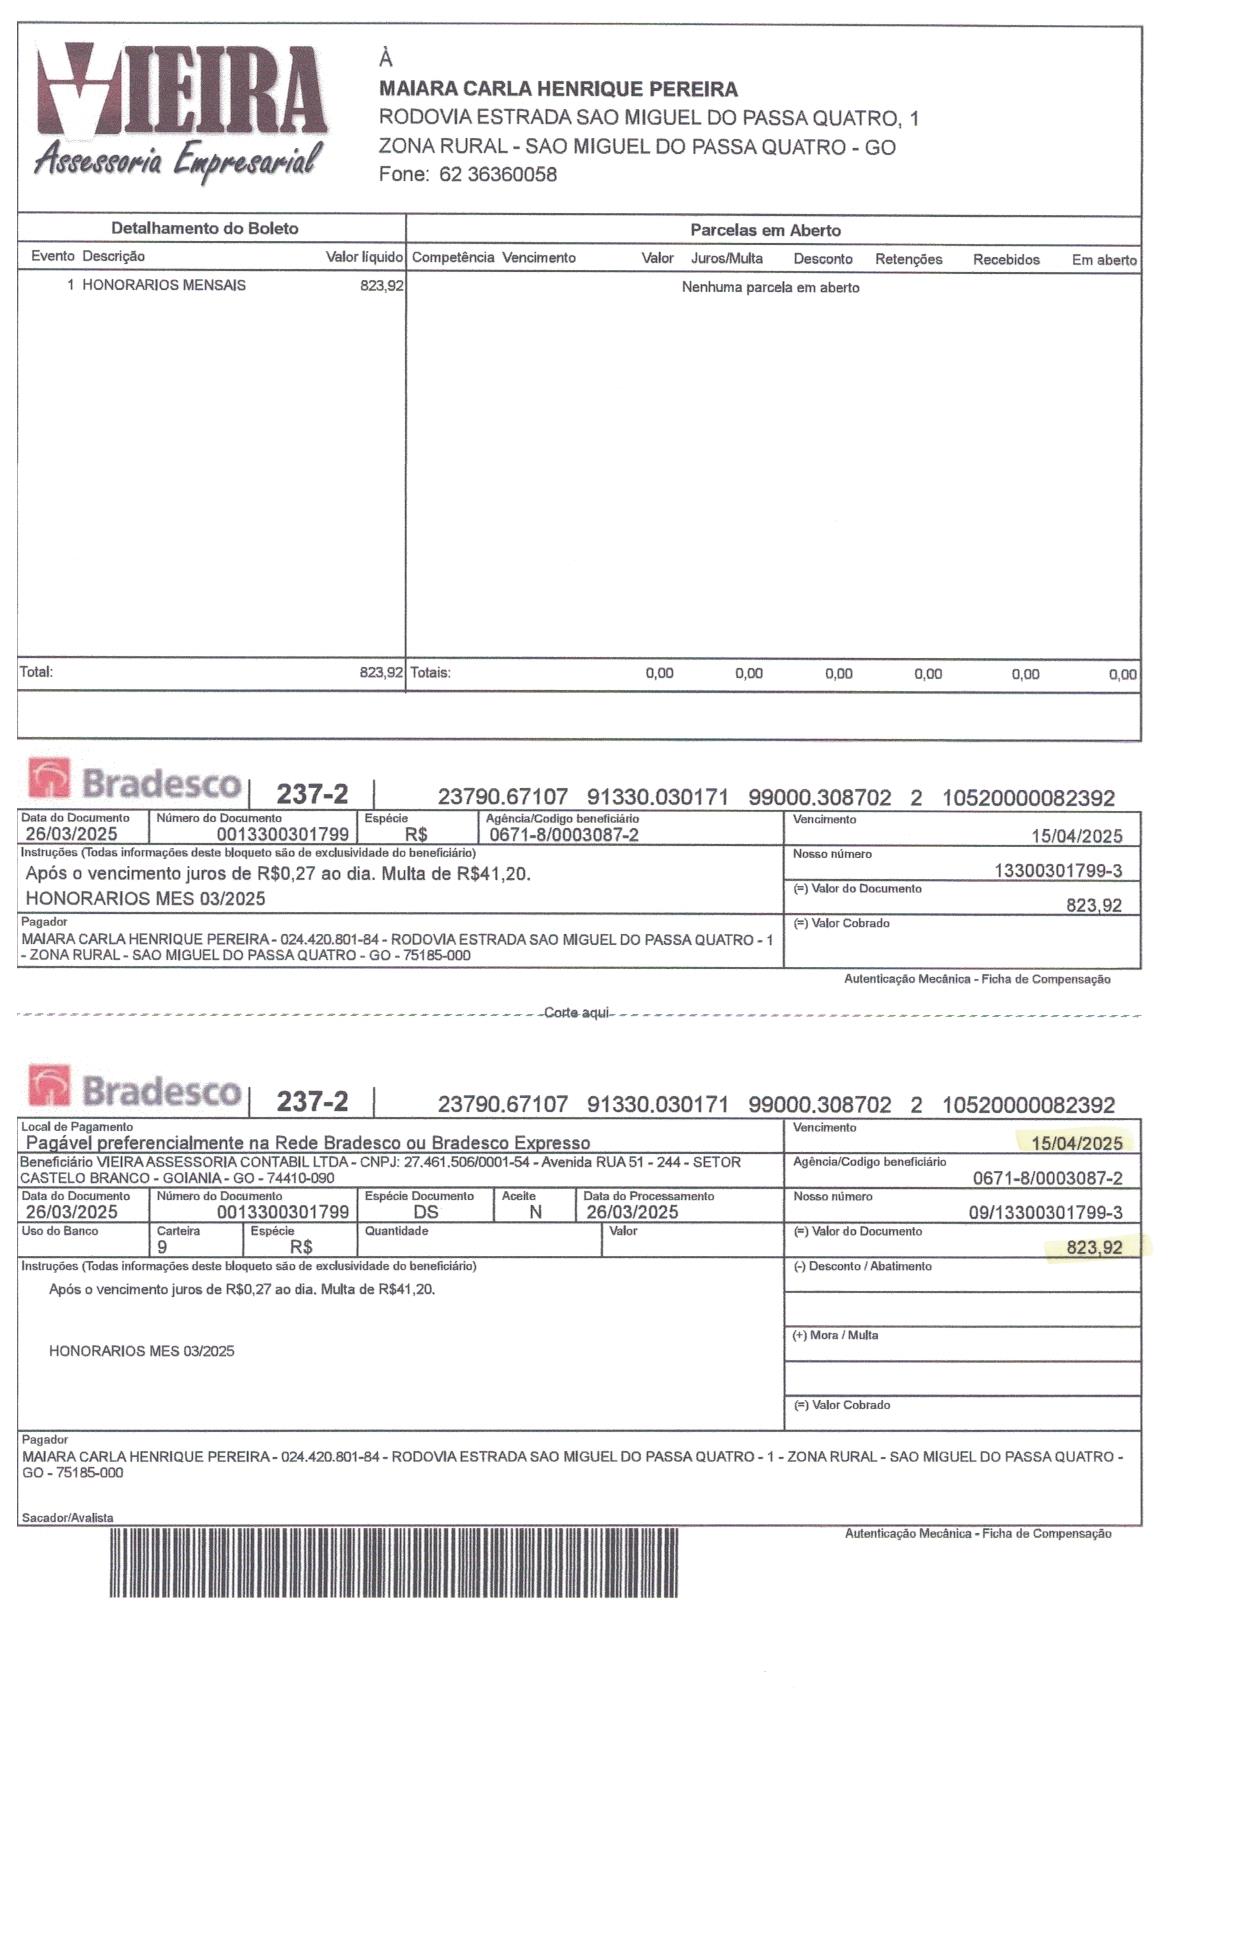 VIEIRA
Assessoria Empresarial
À
MAIARA CARLA HENRIQUE PEREIRA
RODOVIA ESTRADA SAO MIGUEL DO PASSA QUATRO, 1
ZONA RURAL - SAO MIGUEL DO PASSA QUATRO - GO
Fone: 62 36360058
Detalhamento do Boleto
Parcelas em Aberto
Evento Descrição Valor líquido
Competência Vencimento Valor Juros/Multa Desconto Retenções Recebidos Em aberto
1 HONORARIOS MENSAIS 823,92
Nenhuma parcela em aberto
Total: 823,92
Totais: 0,00 0,00 0,00 0,00 0,00 0,00
Bradesco 237-2 23790.67107 91330.030171 99000.308702 2 10520000082392
Data do Documento Número do Documento Espécie Agência/Codigo beneficiário Vencimento
26/03/2025 0013300301799 R$ 0671-8/0003087-2 15/04/2025
Instruções (Todas informações deste bloqueto são de exclusividade do beneficiário) Nosso número
Após o vencimento juros de R$0,27 ao dia. Multa de R$41,20. 13300301799-3
(=) Valor do Documento
HONORARIOS MES 03/2025 823,92
Pagador (=) Valor Cobrado
MAIARA CARLA HENRIQUE PEREIRA - 024.420.801-84 - RODOVIA ESTRADA SAO MIGUEL DO PASSA QUATRO - 1
- ZONA RURAL - SAO MIGUEL DO PASSA QUATRO - GO - 75185-000
Autenticação Mecânica - Ficha de Compensação
Corte aqui
Bradesco 237-2 23790.67107 91330.030171 99000.308702 2 10520000082392
Local de Pagamento Vencimento
Pagável preferencialmente na Rede Bradesco ou Bradesco Expresso 15/04/2025
Beneficiário VIEIRA ASSESSORIA CONTABIL LTDA - CNPJ: 27.461.506/0001-54 - Avenida RUA 51 - 244 - SETOR Agência/Codigo beneficiário
CASTELO BRANCO - GOIANIA - GO - 74410-090 0671-8/0003087-2
Data do Documento Número do Documento Espécie Documento Aceite Data do Processamento Nosso número
26/03/2025 0013300301799 DS N 26/03/2025 09/13300301799-3
Uso do Banco Carteira Espécie Quantidade Valor (=) Valor do Documento
9 R$ 823,92
Instruções (Todas informações deste bloqueto são de exclusividade do beneficiário) (-) Desconto / Abatimento
Após o vencimento juros de R$0,27 ao dia. Multa de R$41,20.
(+) Mora / Multa
HONORARIOS MES 03/2025
(=) Valor Cobrado
Pagador
MAIARA CARLA HENRIQUE PEREIRA - 024.420.801-84 - RODOVIA ESTRADA SAO MIGUEL DO PASSA QUATRO - 1 - ZONA RURAL - SAO MIGUEL DO PASSA QUATRO -
GO - 75185-000
Sacador/Avalista
Autenticação Mecânica - Ficha de Compensação